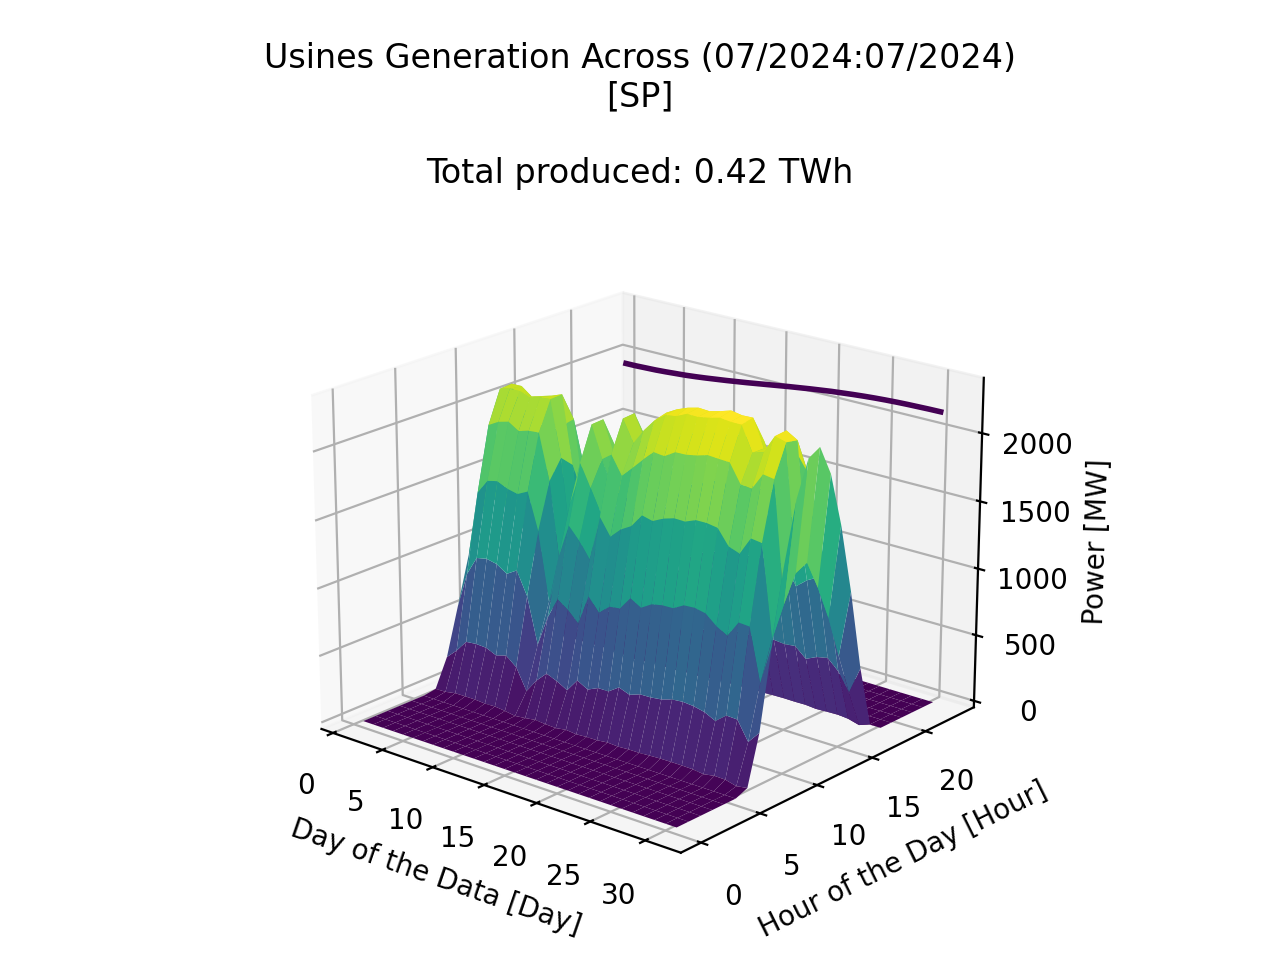 Usines Generation Across (07/2024:07/2024)
[SP]
Total produced: 0.42 TWh
2000
1500
1000
500
0
Power [MW]
0
5
10
15
20
25
30
Day of the Data [Day]
0
5
10
15
20
Hour of the Day [Hour]